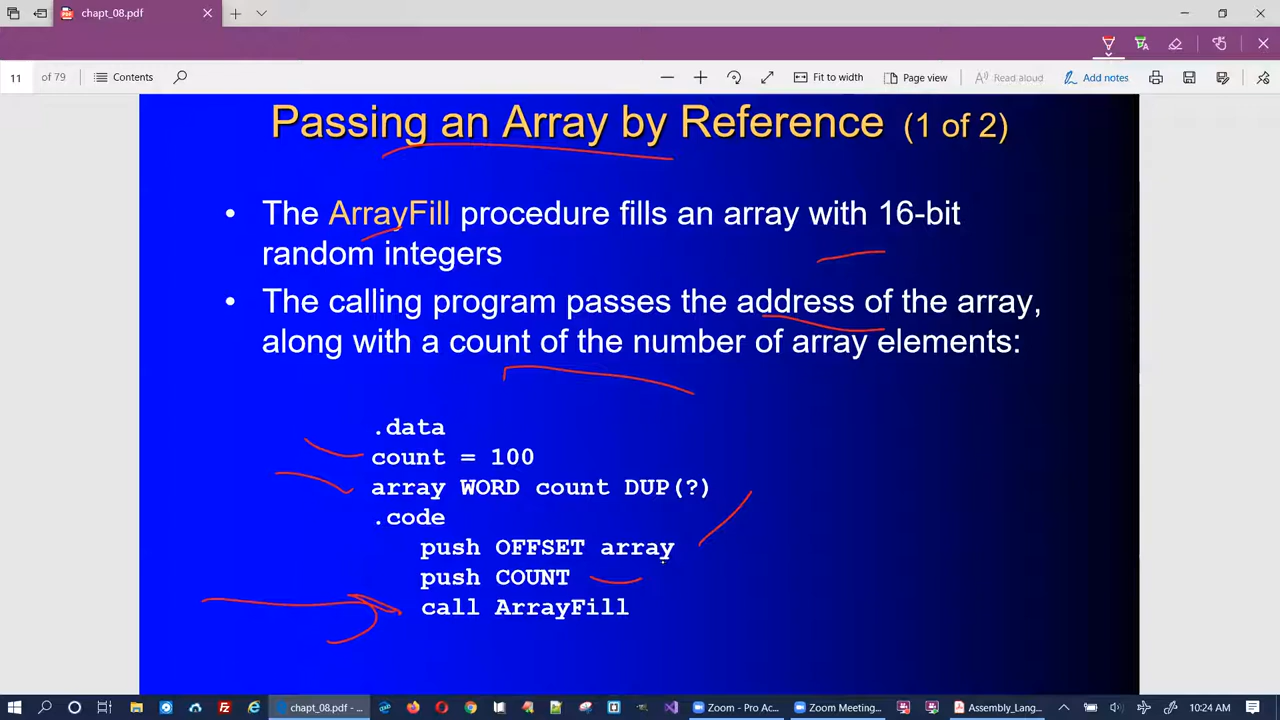 chapt_08.pdf
11 of 79 Contents Fit to width Page view Read aloud Add notes
Passing an Array by Reference (1 of 2)
• The ArrayFill procedure fills an array with 16-bit
random integers
• The calling program passes the address of the array,
along with a count of the number of array elements:
.data
count = 100
array WORD count DUP(?)
.code
push OFFSET array
push COUNT
call ArrayFill
chapt_08.pdf - ... Zoom - Pro Ac... Zoom Meeting... Assembly_Lang... 10:24 AM